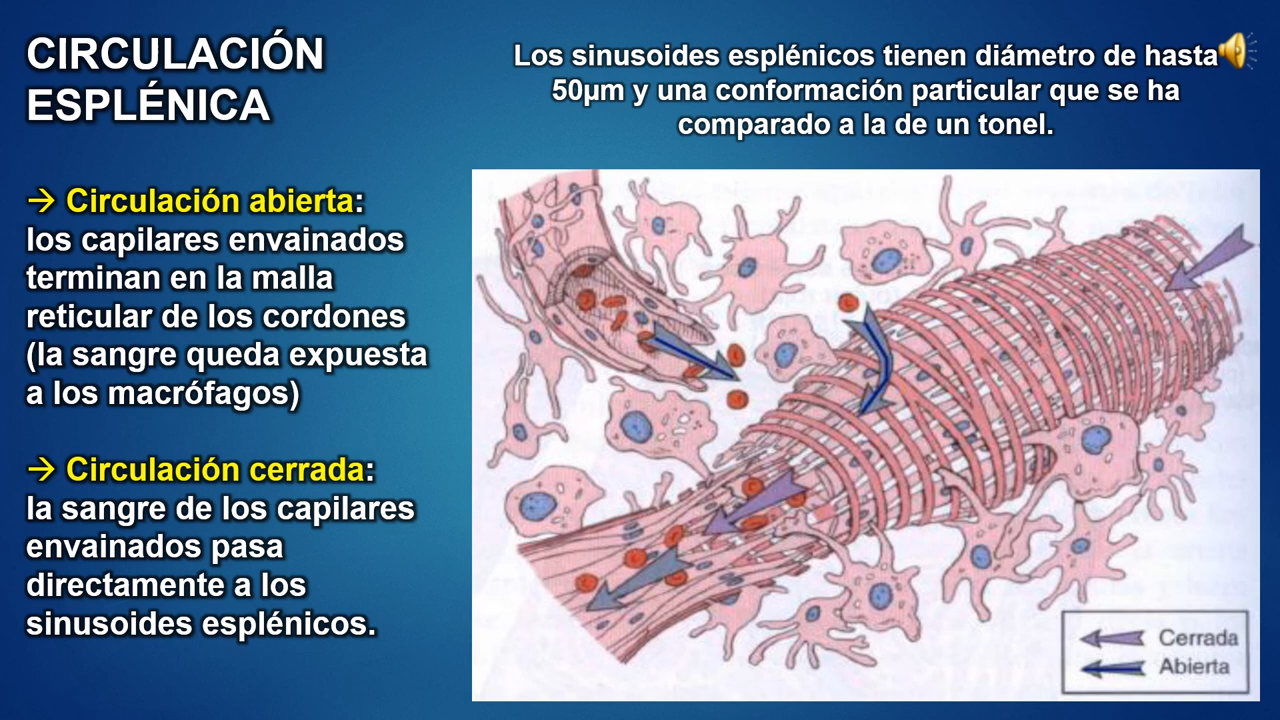 CIRCULACIÓN
ESPLÉNICA
Los sinusoides esplénicos tienen diámetro de hasta
50µm y una conformación particular que se ha
comparado a la de un tonel.
→ Circulación abierta:
los capilares envainados
terminan en la malla
reticular de los cordones
(la sangre queda expuesta
a los macrófagos)
→ Circulación cerrada:
la sangre de los capilares
envainados pasa
directamente a los
sinusoides esplénicos.
Cerrada
Abierta